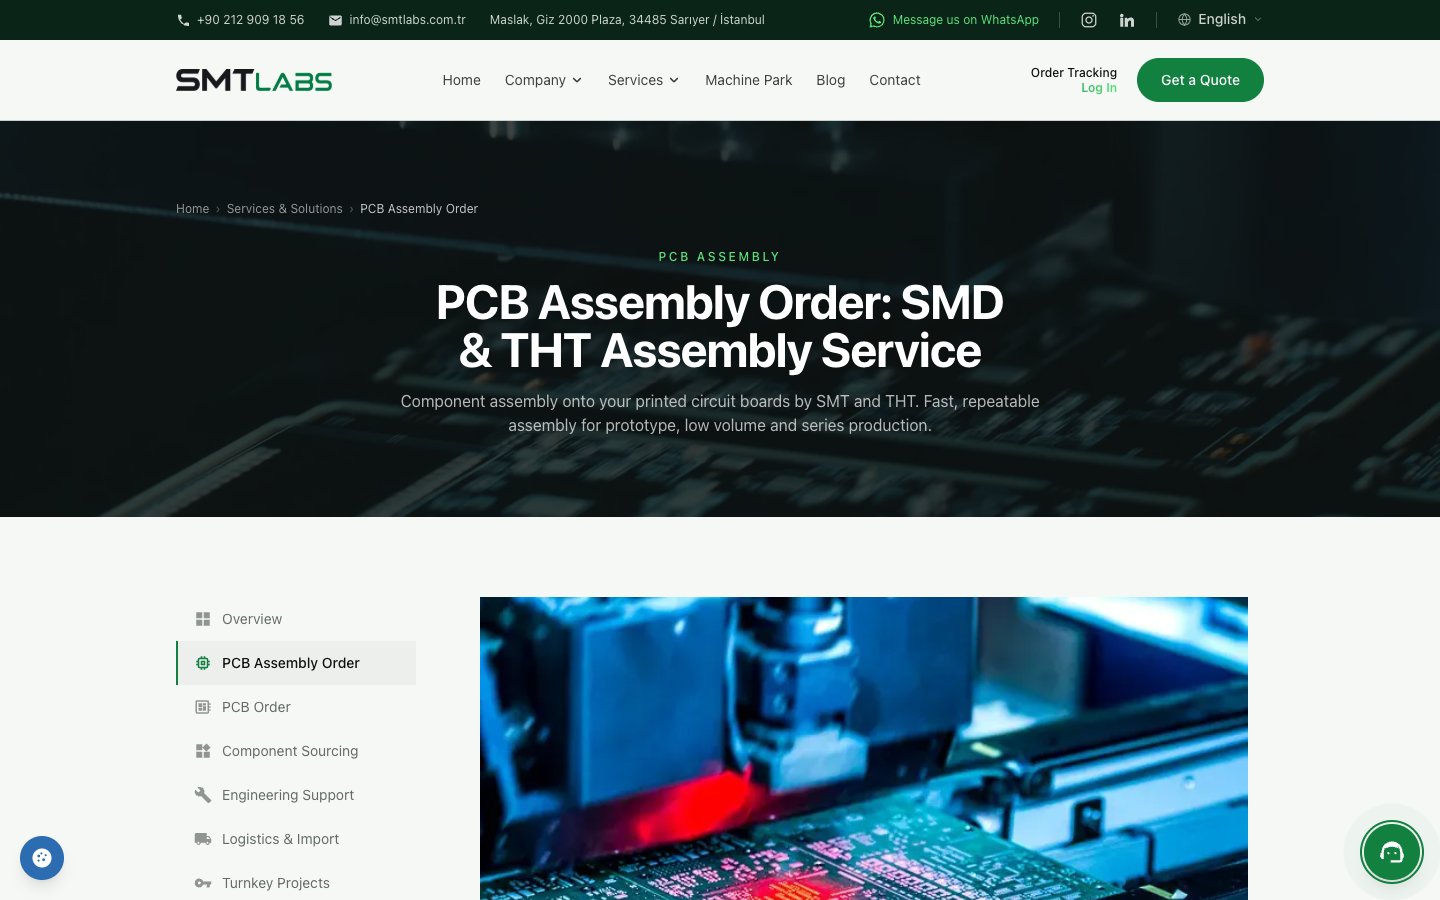 +90 212 909 18 56
info@smtlabs.com.tr
Maslak, Giz 2000 Plaza, 34485 Sarıyer / İstanbul
Message us on WhatsApp
English
SMTLABS
Home
Company
Services
Machine Park
Blog
Contact
Order Tracking
Log In
Get a Quote
Home › Services & Solutions › PCB Assembly Order
PCB ASSEMBLY
PCB Assembly Order: SMD
& THT Assembly Service
Component assembly onto your printed circuit boards by SMT and THT. Fast, repeatable
assembly for prototype, low volume and series production.
Overview
PCB Assembly Order
PCB Order
Component Sourcing
Engineering Support
Logistics & Import
Turnkey Projects